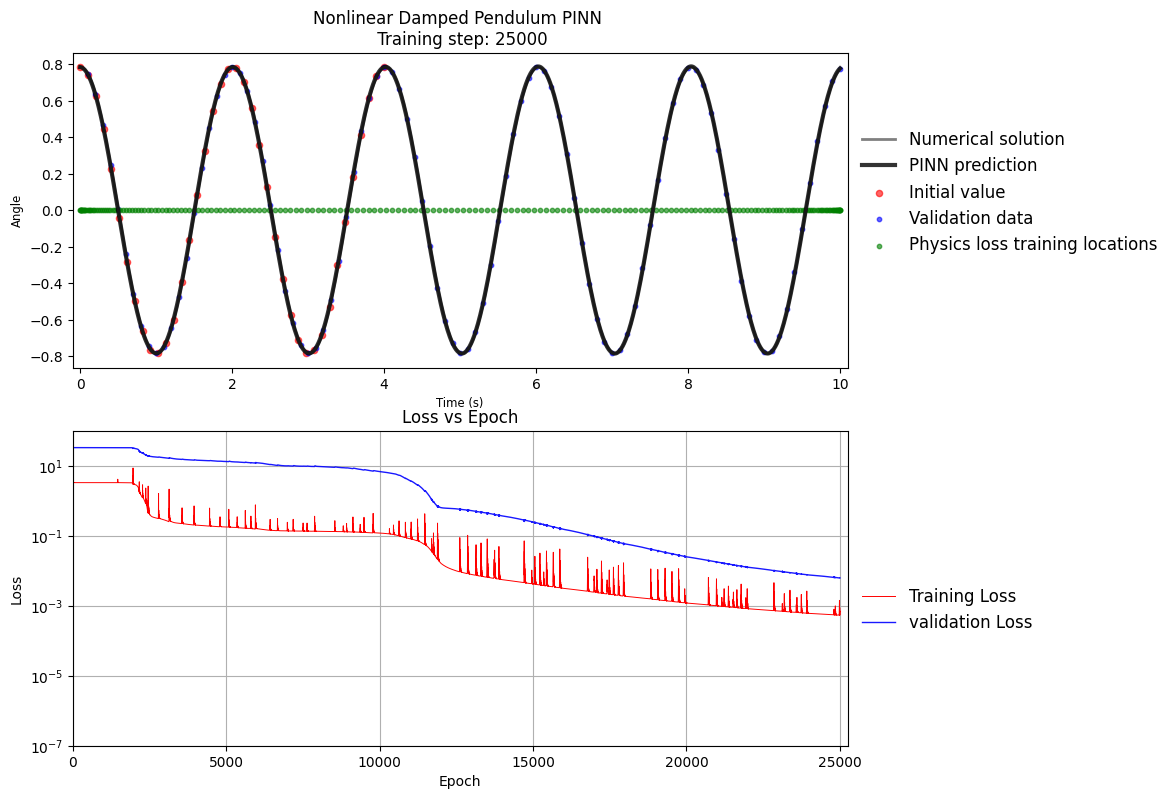 Nonlinear Damped Pendulum PINN
Training step: 25000
0.8
0.6
0.4
0.2
0.0
−0.2
−0.4
−0.6
−0.8
Angle
0 2 4 6 8 10
Time (s)
Numerical solution
PINN prediction
Initial value
Validation data
Physics loss training locations
Loss vs Epoch
10^1
10^−1
10^−3
10^−5
10^−7
Loss
0 5000 10000 15000 20000 25000
Epoch
Training Loss
validation Loss